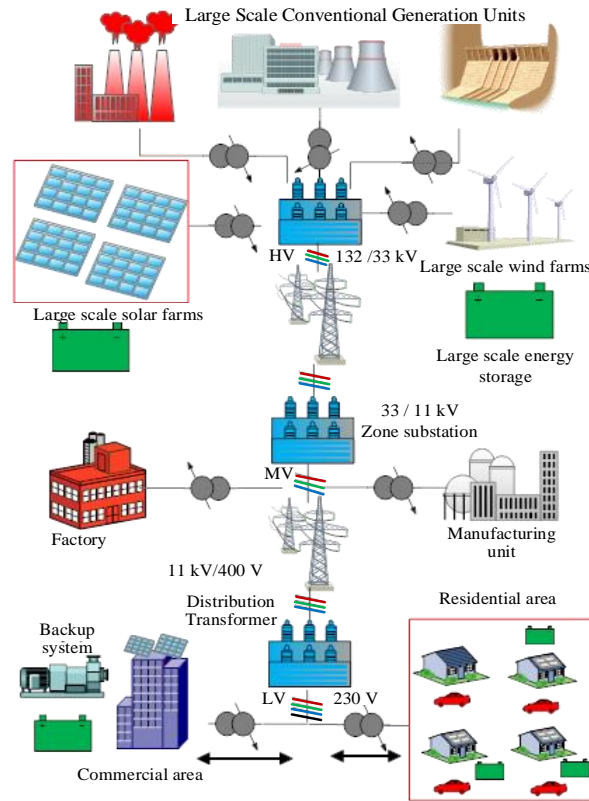 Large Scale Conventional Generation Units
HV
132 /33 kV
Large scale solar farms
Large scale wind farms
Large scale energy
storage
33 / 11 kV
Zone substation
MV
Factory
Manufacturing
unit
11 kV/400 V
Distribution
Transformer
Residential area
Backup
system
LV
230 V
Commercial area